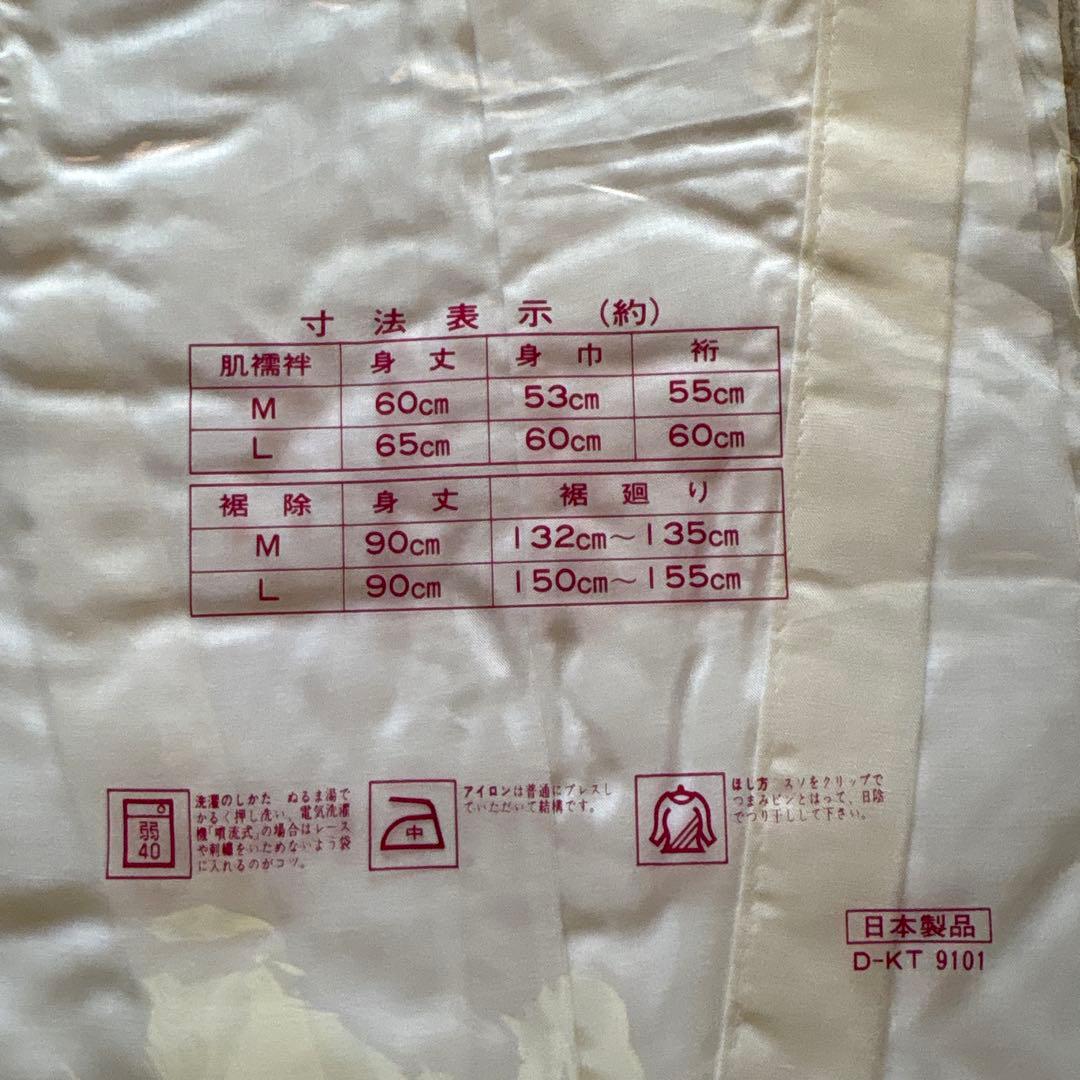 寸法表示(約)
肌襦袢 身丈 身巾 裄
M 60cm 53cm 55cm
L 65cm 60cm 60cm
裾除 身丈 裾廻り
M 90cm 132cm～135cm
L 90cm 150cm～155cm
弱
40
洗濯のしかた ぬるま湯で
かるく押し洗い、電気洗濯
機「噴流式」の場合はレース
や刺繡をいためないよう袋
に入れるのがコツ。
中
アイロンは普通にプレスし
ていただいて結構です。
ほし方 スソをクリップで
つまみピンとはって、日陰
でつり干しして下さい。
日本製品
D-KT 9101